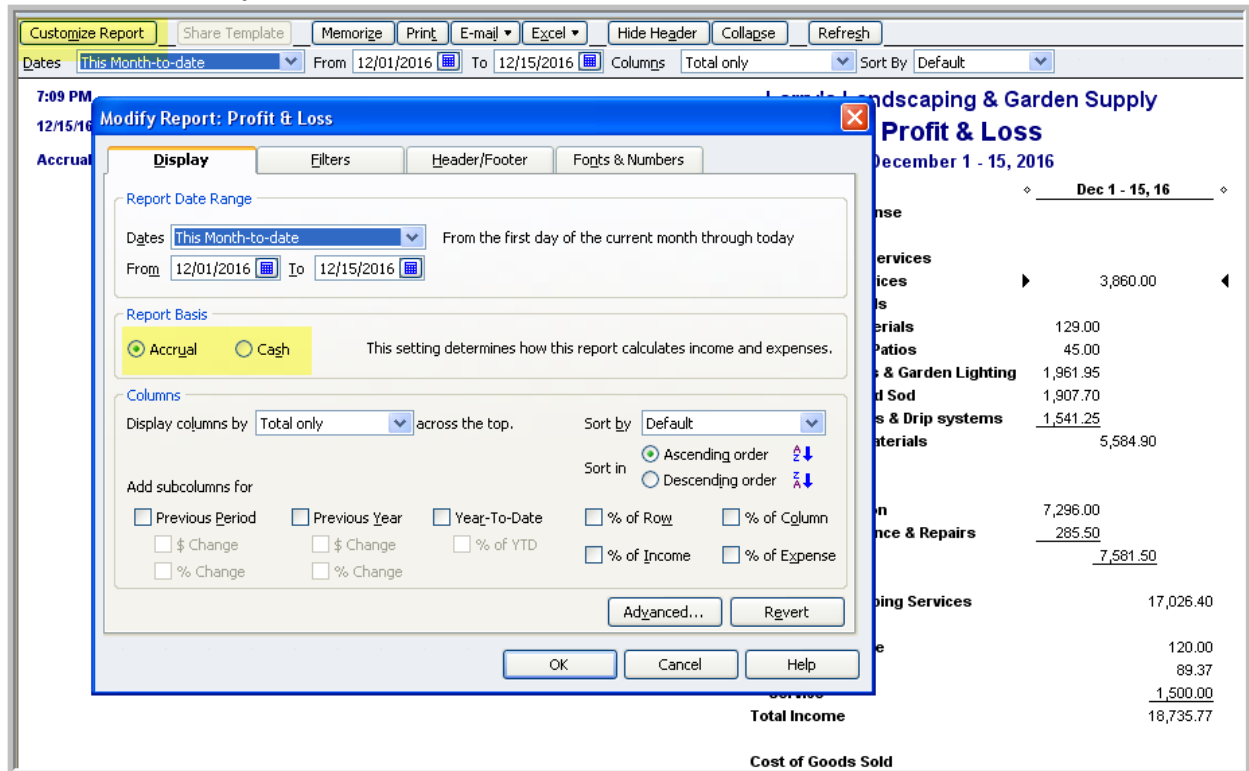 Customize Report Share Template Memorize Print E-mail Excel Hide Header Collapse Refresh
Dates This Month-to-date From 12/01/2016 To 12/15/2016 Columns Total only Sort By Default
7:09 PM
12/15/16
Accrual
Landscaping & Garden Supply
Profit & Loss
December 1 - 15, 2016
Dec 1 - 15, 16
Modify Report: Profit & Loss
Display Filters Header/Footer Fonts & Numbers
Report Date Range
Dates This Month-to-date From the first day of the current month through today
From 12/01/2016 To 12/15/2016
Report Basis
Accrual Cash This setting determines how this report calculates income and expenses.
Columns
Display columns by Total only across the top. Sort by Default
Sort in Ascending order
Descending order
Add subcolumns for
Previous Period Previous Year Year-To-Date % of Row % of Column
$ Change $ Change % of YTD
% of Income % of Expense
% Change % Change
Advanced... Revert
OK Cancel Help
nse
ervices
ices 3,860.00
ls
erials 129.00
Patios 45.00
& Garden Lighting 1,961.95
d Sod 1,907.70
s & Drip systems 1,541.25
aterials 5,584.90
n 7,296.00
nce & Repairs 285.50
7,581.50
ping Services 17,026.40
e 120.00
89.37
Service 1,500.00
Total Income 18,735.77
Cost of Goods Sold